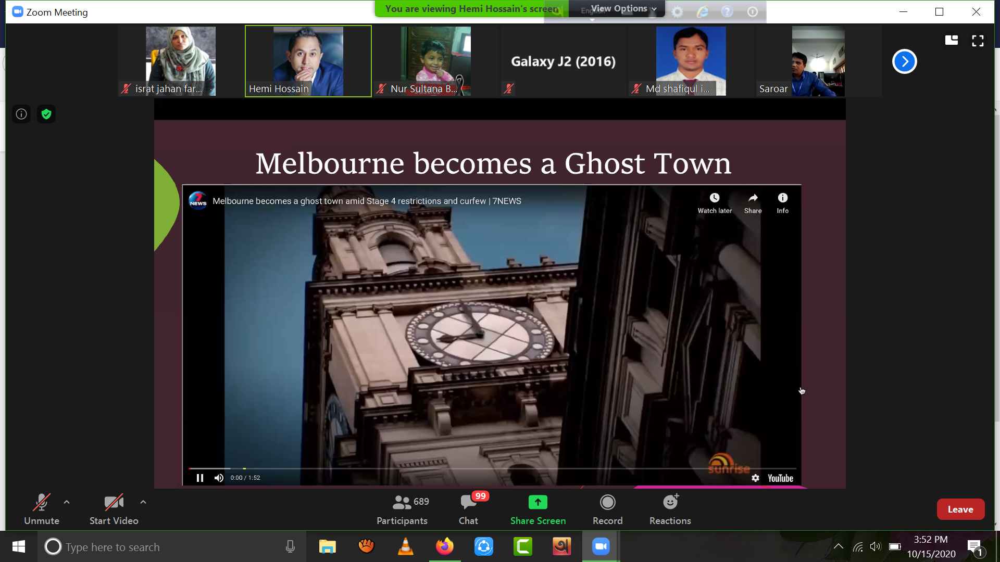 Zoom Meeting
You are viewing Hemi Hossain's screen
English
View Options
israt jahan far...
Hemi Hossain
Nur Sultana B...
Galaxy J2 (2016)
Md shafiqul i...
Saroar
Melbourne becomes a Ghost Town
7 NEWS
Melbourne becomes a ghost town amid Stage 4 restrictions and curfew | 7NEWS
Watch later
Share
Info
sunrise
0:00 / 1:52
YouTube
Unmute
Start Video
689
Participants
99
Chat
Share Screen
Record
Reactions
Leave
Type here to search
অ
3:52 PM
10/15/2020
1